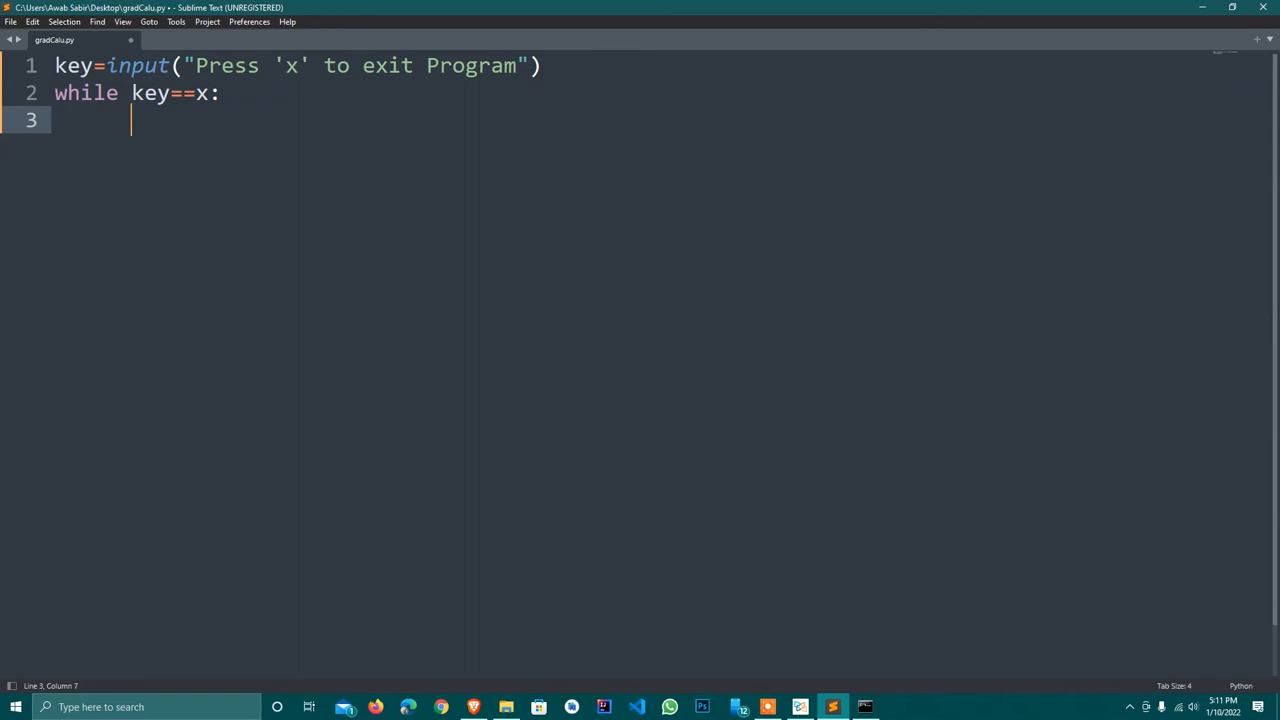 C:\Users\Awab Sabir\Desktop\gradCalu.py • - Sublime Text (UNREGISTERED)
File Edit Selection Find View Goto Tools Project Preferences Help
gradCalu.py
1 key=input("Press 'x' to exit Program")
2 while key==x:
3
Line 3, Column 7
Tab Size: 4
Python
Type here to search
1
12
5:11 PM
1/10/2022